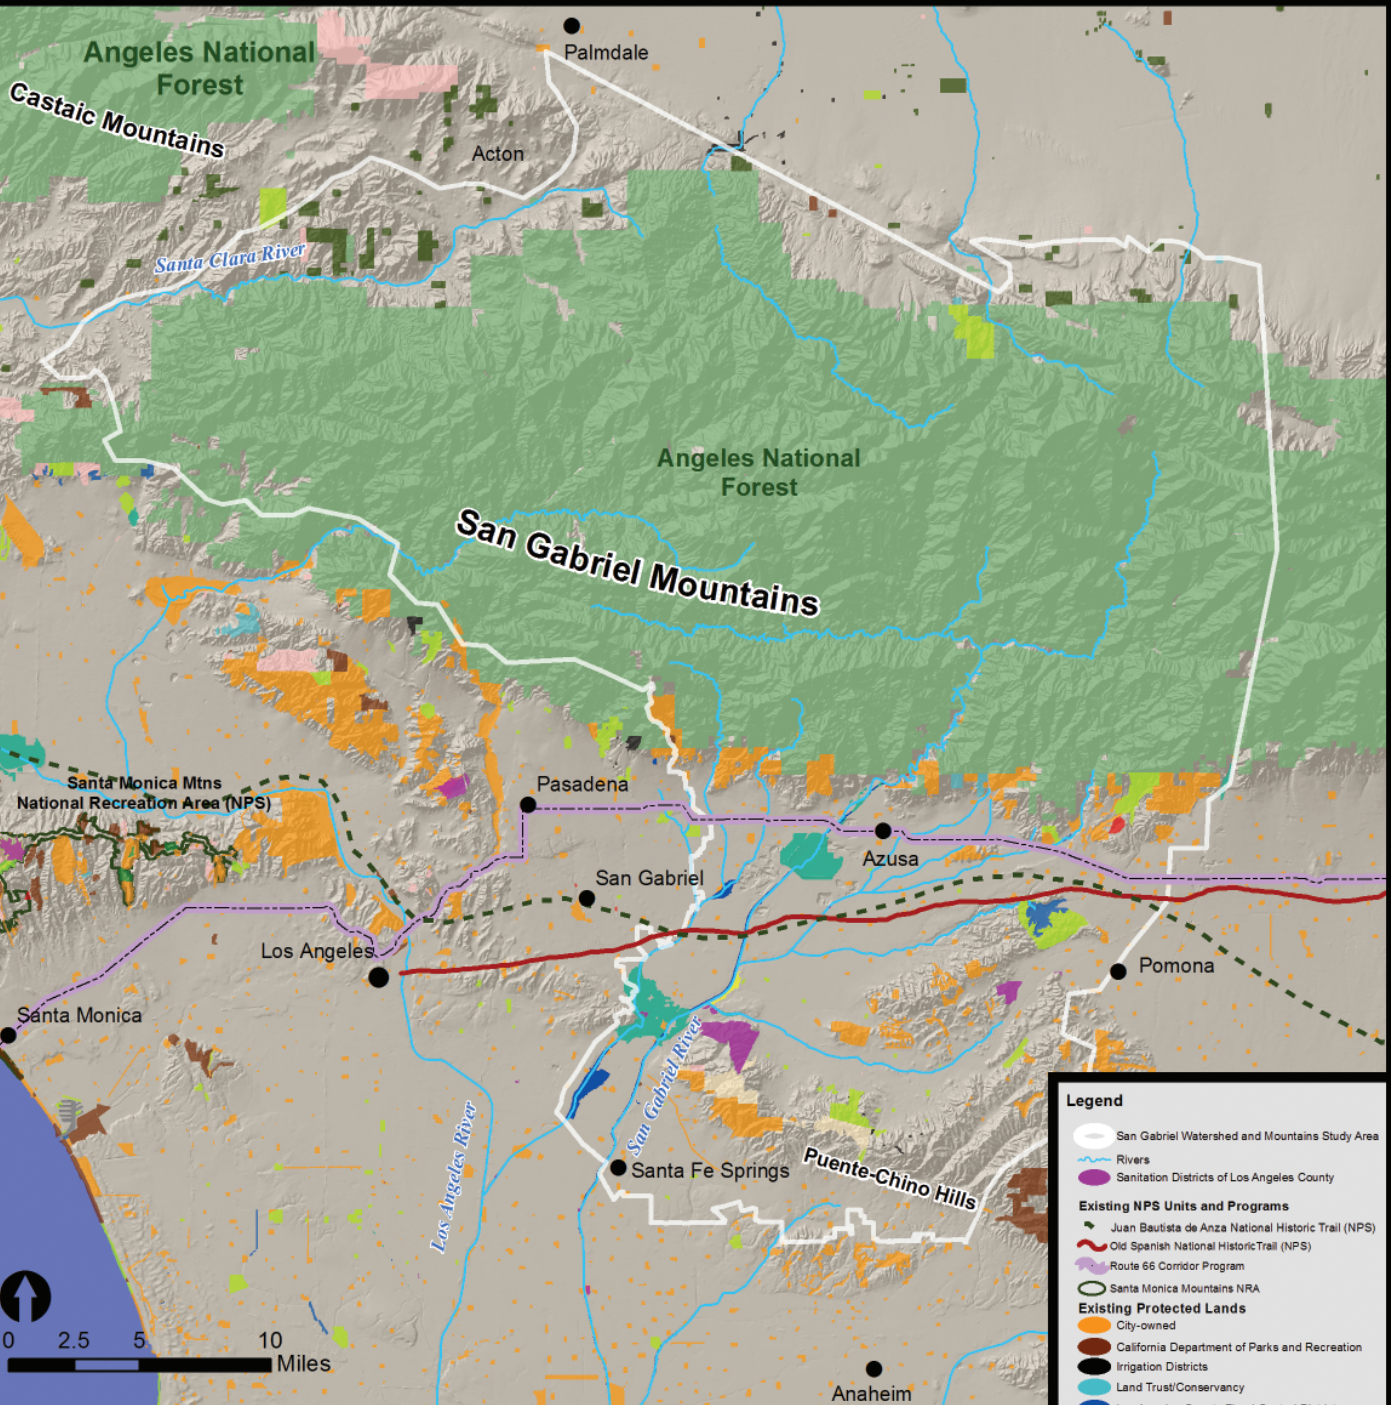 Palmdale
Angeles National
Forest
Castaic Mountains
Acton
Santa Clara River
Angeles National
Forest
San Gabriel Mountains
Santa Monica Mtns
National Recreation Area (NPS)
Pasadena
Azusa
San Gabriel
Los Angeles
Pomona
Santa Monica
San Gabriel River
Los Angeles River
Santa Fe Springs
Puente-Chino Hills
Anaheim
0 2.5 5 10
Miles
Legend
San Gabriel Watershed and Mountains Study Area
Rivers
Sanitation Districts of Los Angeles County
Existing NPS Units and Programs
Juan Bautista de Anza National Historic Trail (NPS)
Old Spanish National HistoricTrail (NPS)
Route 66 Corridor Program
Santa Monica Mountains NRA
Existing Protected Lands
City-owned
California Department of Parks and Recreation
Irrigation Districts
Land Trust/Conservancy